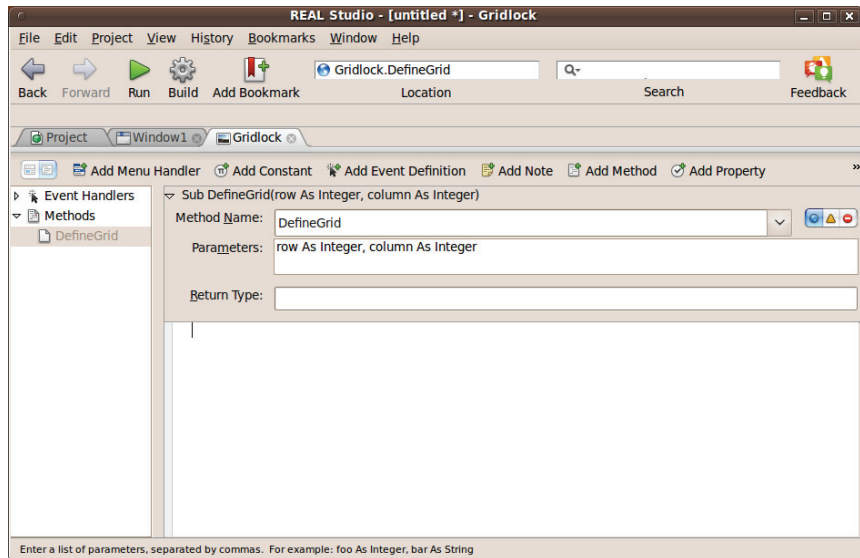 REAL Studio - [untitled *] - Gridlock
File Edit Project View History Bookmarks Window Help
Gridlock.DefineGrid
Back Forward Run Build Add Bookmark Location Search Feedback
Project Window1 Gridlock
Add Menu Handler Add Constant Add Event Definition Add Note Add Method Add Property »
Event Handlers
Methods
DefineGrid
Sub DefineGrid(row As Integer, column As Integer)
Method Name: DefineGrid
Parameters: row As Integer, column As Integer
Return Type:
Enter a list of parameters, separated by commas. For example: foo As Integer, bar As String